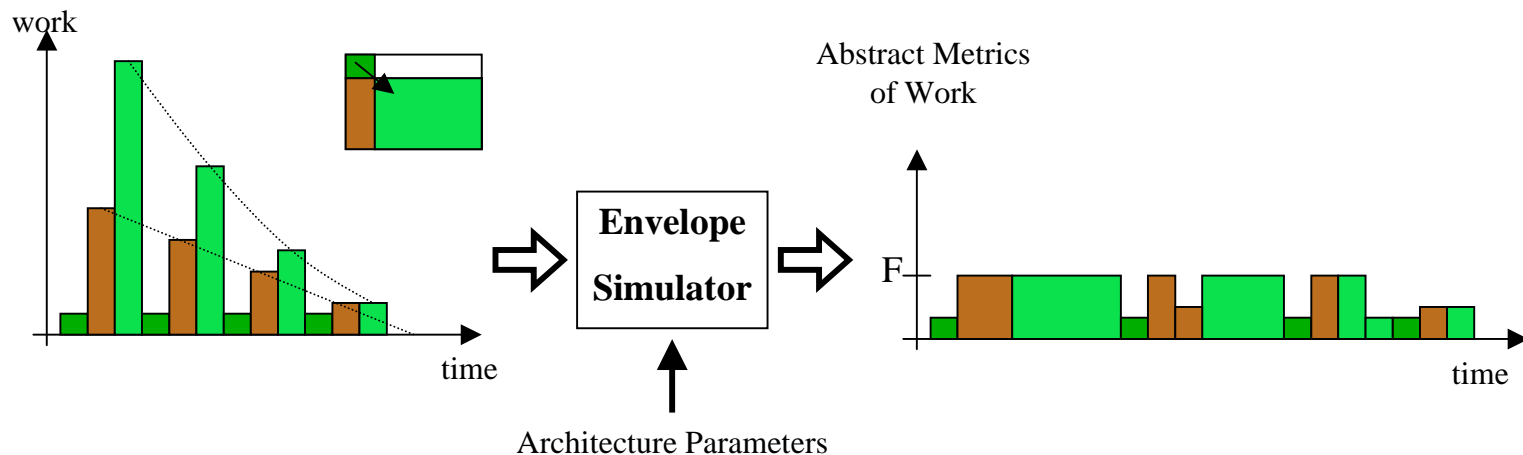 work
time
Envelope
Simulator
Architecture Parameters
Abstract Metrics
of Work
F
time